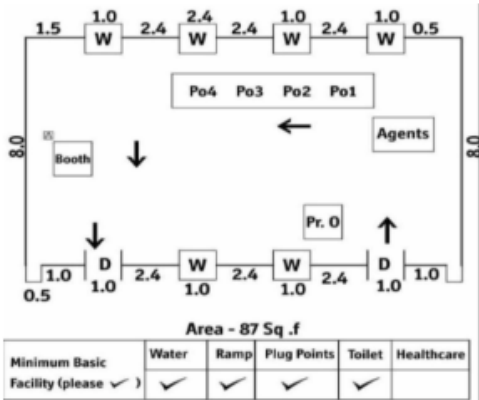 1.0 2.4 1.0 1.0
1.5 W 2.4 W 2.4 W 2.4 W 0.5
Po4 Po3 Po2 Po1
Agents
8.0 Booth 8.0
Pr. O
D W W D
1.0 2.4 2.4 2.4 1.0
0.5 1.0 1.0 1.0 1.0
Area - 87 Sq .f
Minimum Basic Facility (please ✓ ) Water Ramp Plug Points Toilet Healthcare
✓ ✓ ✓ ✓